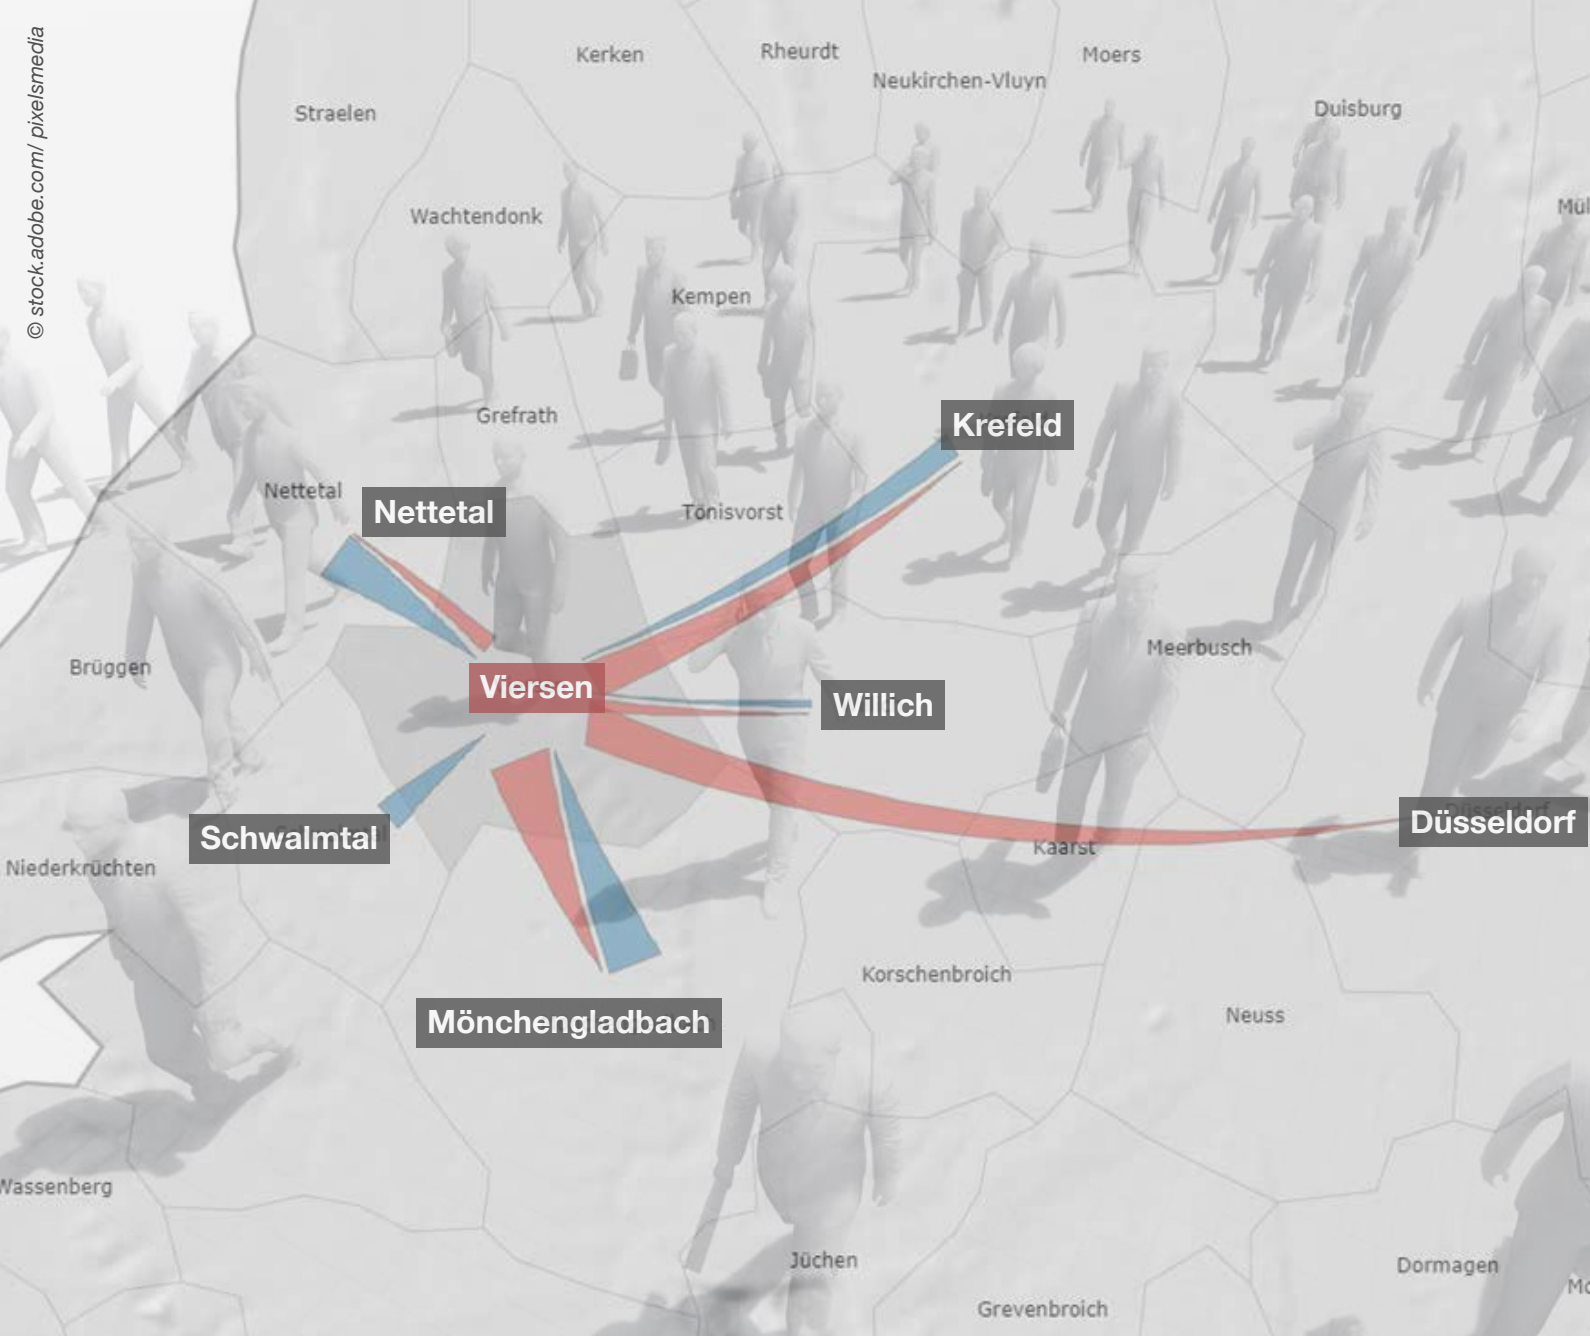 © stock.adobe.com/ pixelsmedia
Kerken
Rheurdt
Moers
Neukirchen-Vluyn
Straelen
Duisburg
Wachtendonk
Kempen
Grefrath
Krefeld
Nettetal
Nettetal
Tönisvorst
Brüggen
Meerbusch
Viersen
Willich
Schwalmtal
Düsseldorf
Düsseldorf
Kaarst
Niederkrüchten
Korschenbroich
Mönchengladbach
Neuss
Wassenberg
Jüchen
Dormagen
Grevenbroich